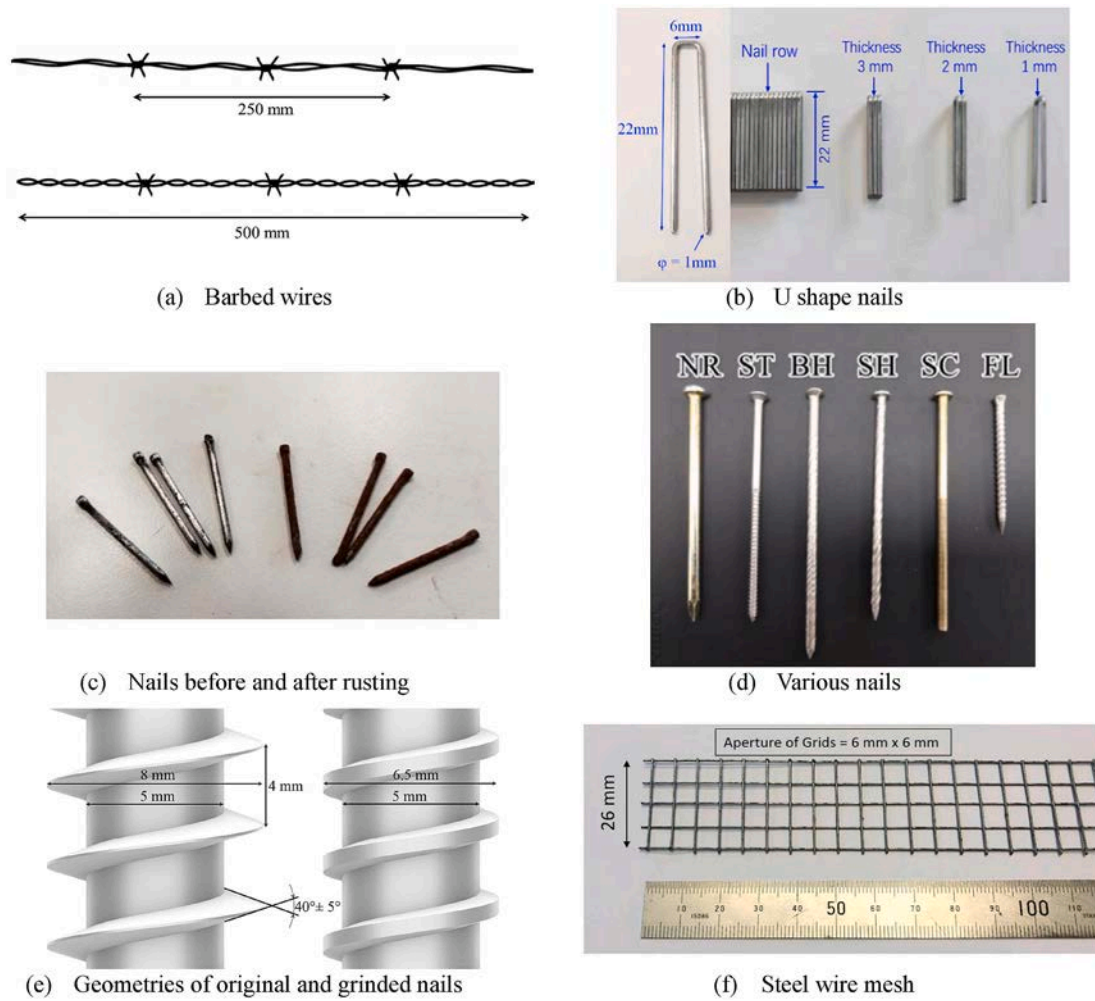 250 mm
500 mm
(a) Barbed wires
6mm
Nail row
Thickness
3 mm
Thickness
2 mm
Thickness
1 mm
22mm
22 mm
φ = 1mm
(b) U shape nails
(c) Nails before and after rusting
NR ST BH SH SC FL
(d) Various nails
8 mm
5 mm
4 mm
40°± 5°
6.5 mm
5 mm
(e) Geometries of original and grinded nails
Aperture of Grids = 6 mm x 6 mm
26 mm
10 20 30 40 50 60 70 80 90 100 110
(f) Steel wire mesh